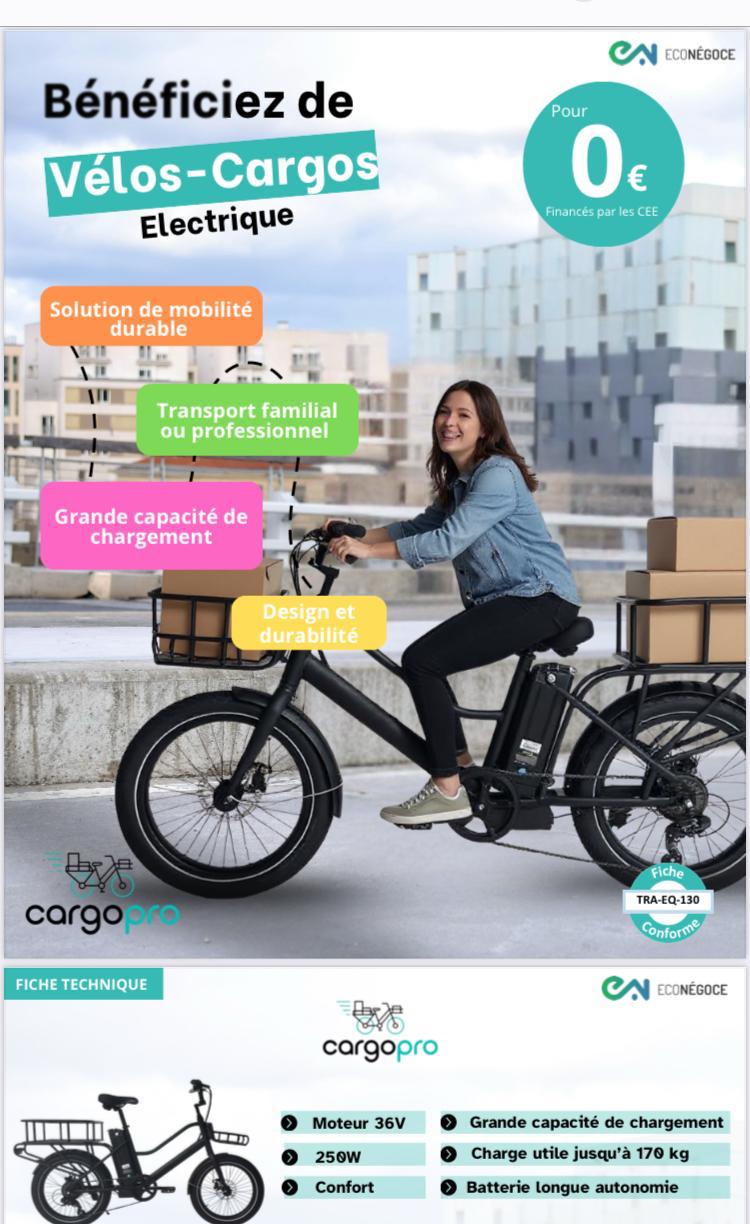 ECONÉGOCE
Bénéficiez de
Vélos-Cargos
Electrique
Pour
0€
Financés par les CEE
Solution de mobilité
durable
Transport familial
ou professionnel
Grande capacité de
chargement
Design et
durabilité
cargopro
Fiche
TRA-EQ-130
Conforme
FICHE TECHNIQUE
ECONÉGOCE
cargopro
Moteur 36V
250W
Confort
Grande capacité de chargement
Charge utile jusqu'à 170 kg
Batterie longue autonomie